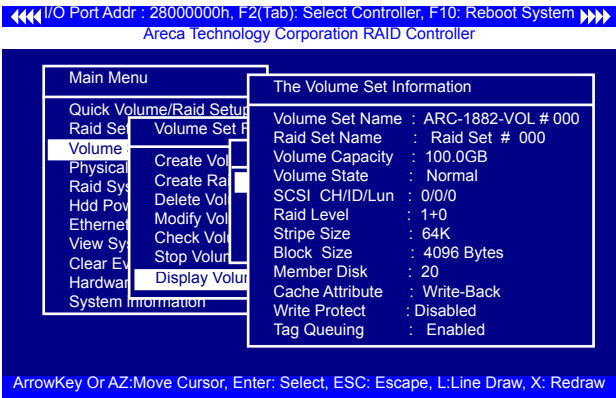 I/O Port Addr : 28000000h, F2(Tab): Select Controller, F10: Reboot System
Areca Technology Corporation RAID Controller
Main Menu
Quick Volume/Raid Setup
Raid Set
Volume
Physical
Raid Sys
Hdd Pow
Ethernet
View Sy
Clear Ev
Hardwar
System Information
Volume Set F
Create Vol
Create Ra
Delete Vol
Modify Vol
Check Volu
Stop Volum
Display Volum
The Volume Set Information
Volume Set Name : ARC-1882-VOL # 000
Raid Set Name : Raid Set # 000
Volume Capacity : 100.0GB
Volume State : Normal
SCSI CH/ID/Lun : 0/0/0
Raid Level : 1+0
Stripe Size : 64K
Block Size : 4096 Bytes
Member Disk : 20
Cache Attribute : Write-Back
Write Protect : Disabled
Tag Queuing : Enabled
ArrowKey Or AZ:Move Cursor, Enter: Select, ESC: Escape, L:Line Draw, X: Redraw